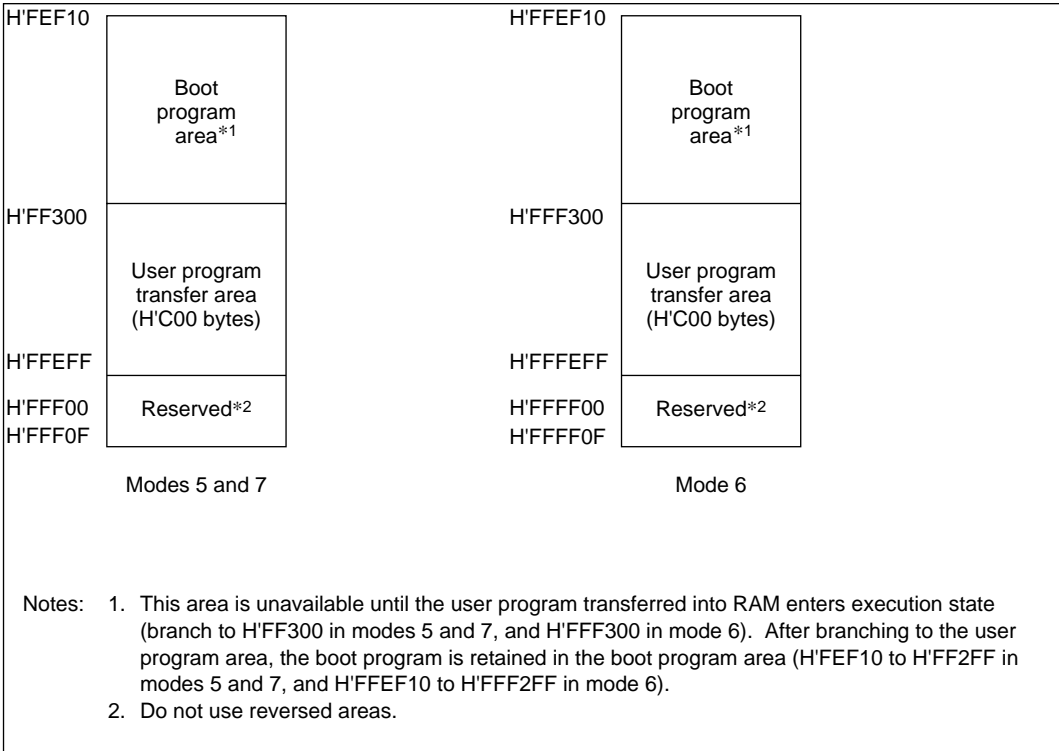 H'FEF10
Boot
program
area*1
H'FF300
User program
transfer area
(H'C00 bytes)
H'FFEFF
H'FFF00
Reserved*2
H'FFF0F
Modes 5 and 7
H'FFEF10
Boot
program
area*1
H'FFF300
User program
transfer area
(H'C00 bytes)
H'FFFEFF
H'FFFF00
Reserved*2
H'FFFF0F
Mode 6
Notes: 1. This area is unavailable until the user program transferred into RAM enters execution state
(branch to H'FF300 in modes 5 and 7, and H'FFF300 in mode 6). After branching to the user
program area, the boot program is retained in the boot program area (H'FEF10 to H'FF2FF in
modes 5 and 7, and H'FFEF10 to H'FFF2FF in mode 6).
2. Do not use reversed areas.